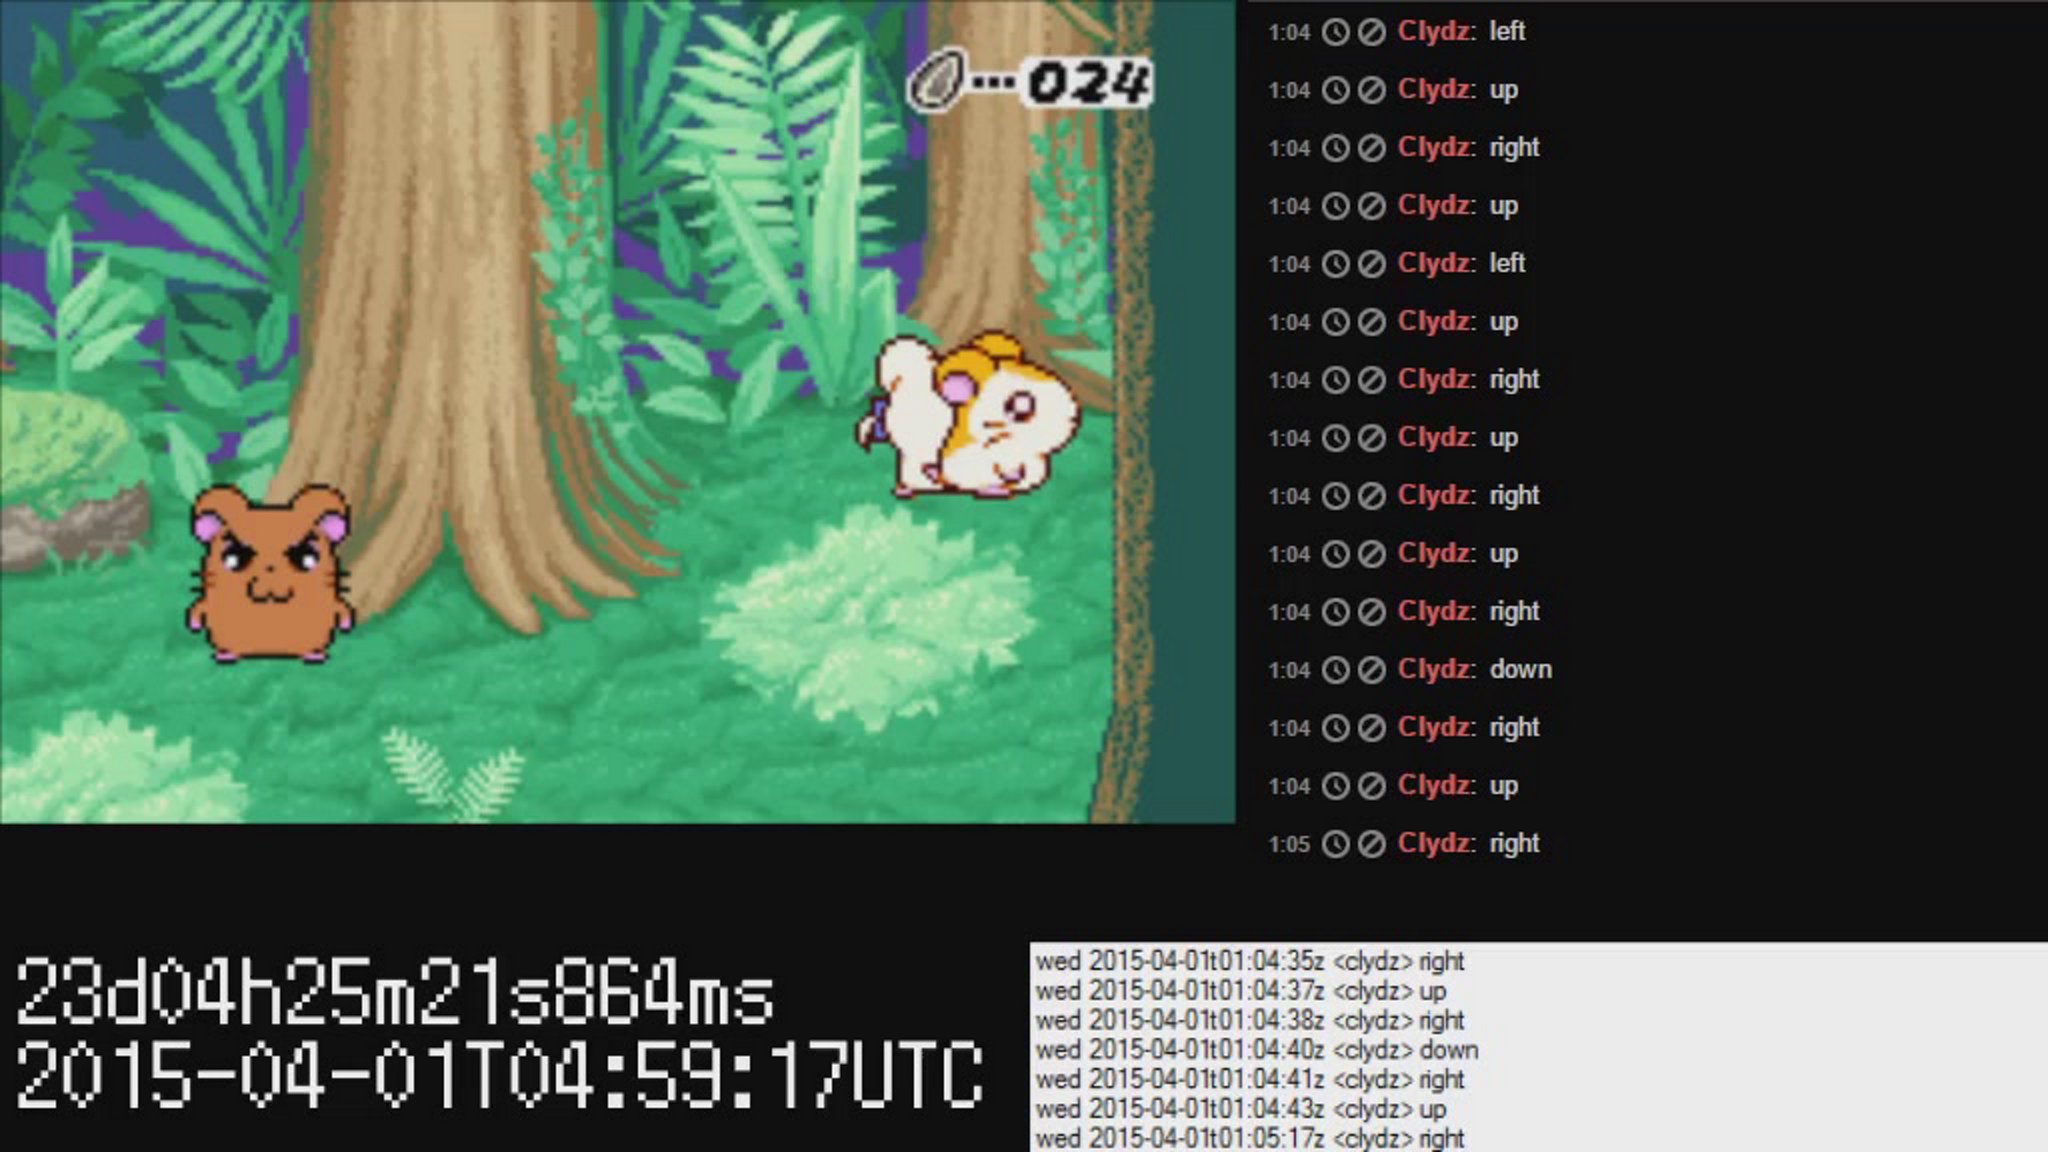 024
1:04 Clydz: left
1:04 Clydz: up
1:04 Clydz: right
1:04 Clydz: up
1:04 Clydz: left
1:04 Clydz: up
1:04 Clydz: right
1:04 Clydz: up
1:04 Clydz: right
1:04 Clydz: up
1:04 Clydz: right
1:04 Clydz: down
1:04 Clydz: right
1:04 Clydz: up
1:05 Clydz: right
23d04h25m21s864ms
2015-04-01T04:59:17UTC
wed 2015-04-01t01:04:35z <clydz> right
wed 2015-04-01t01:04:37z <clydz> up
wed 2015-04-01t01:04:38z <clydz> right
wed 2015-04-01t01:04:40z <clydz> down
wed 2015-04-01t01:04:41z <clydz> right
wed 2015-04-01t01:04:43z <clydz> up
wed 2015-04-01t01:05:17z <clydz> right